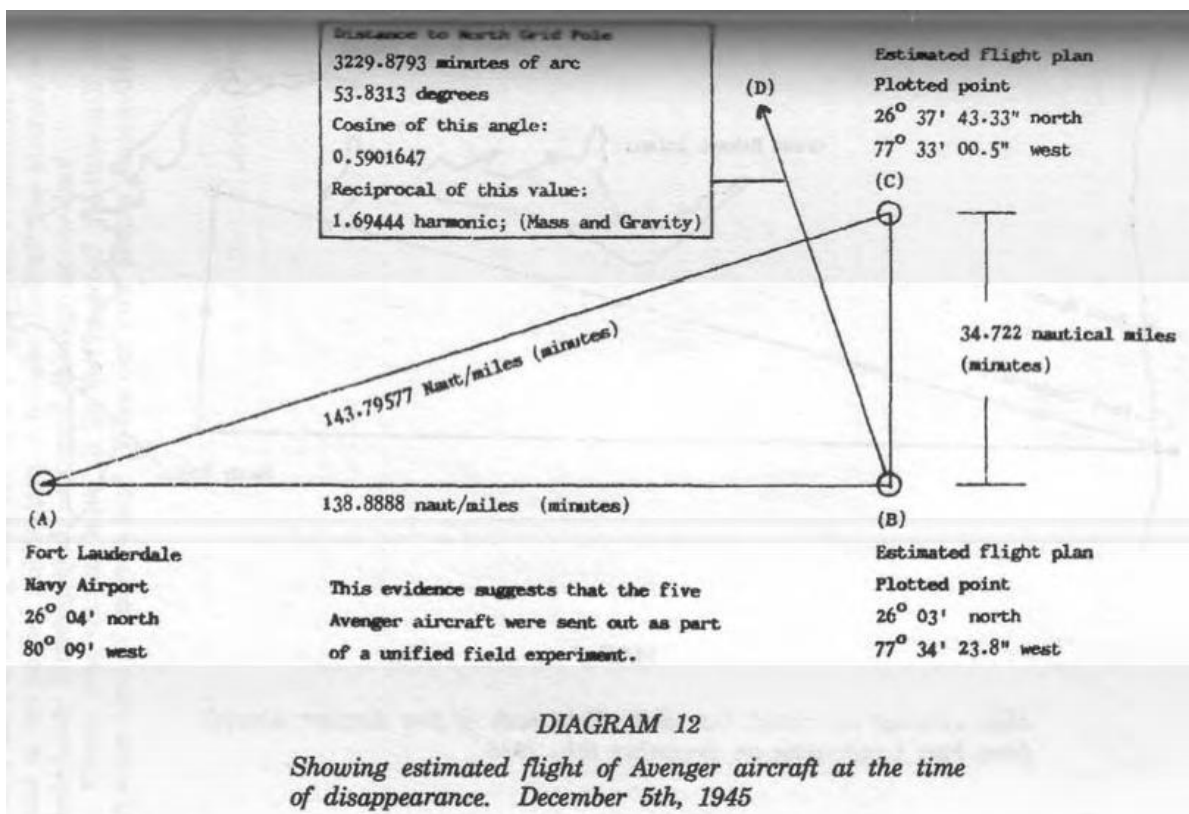 Distance to North Grid Pole
3229.8793 minutes of arc
53.8313 degrees
Cosine of this angle:
0.5901647
Reciprocal of this value:
1.69444 harmonic; (Mass and Gravity)
(D)
Estimated flight plan
Plotted point
26° 37' 43.33" north
77° 33' 00.5" west
(C)
143.79577 Naut/miles (minutes)
34.722 nautical miles
(minutes)
138.8888 naut/miles (minutes)
(A)
Fort Lauderdale
Navy Airport
26° 04' north
80° 09' west
This evidence suggests that the five
Avenger aircraft were sent out as part
of a unified field experiment.
(B)
Estimated flight plan
Plotted point
26° 03' north
77° 34' 23.8" west
DIAGRAM 12
Showing estimated flight of Avenger aircraft at the time
of disappearance. December 5th, 1945